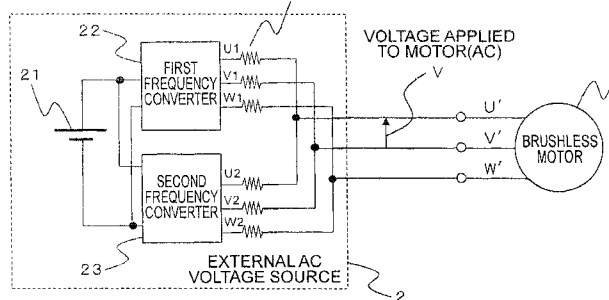 22
21
FIRST
FREQUENCY
CONVERTER
U1
V1
W1
VOLTAGE APPLIED
TO MOTOR(AC)
V
U'
V'
W'
BRUSHLESS
MOTOR
SECOND
FREQUENCY
CONVERTER
U2
V2
W2
23
EXTERNAL AC
VOLTAGE SOURCE
2